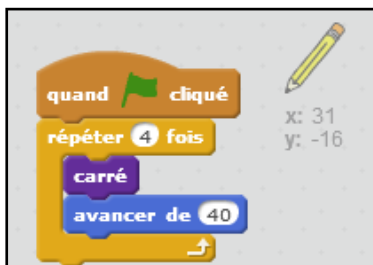 quand cliqué
x: 31
répéter 4 fois
y: -16
carré
avancer de 40